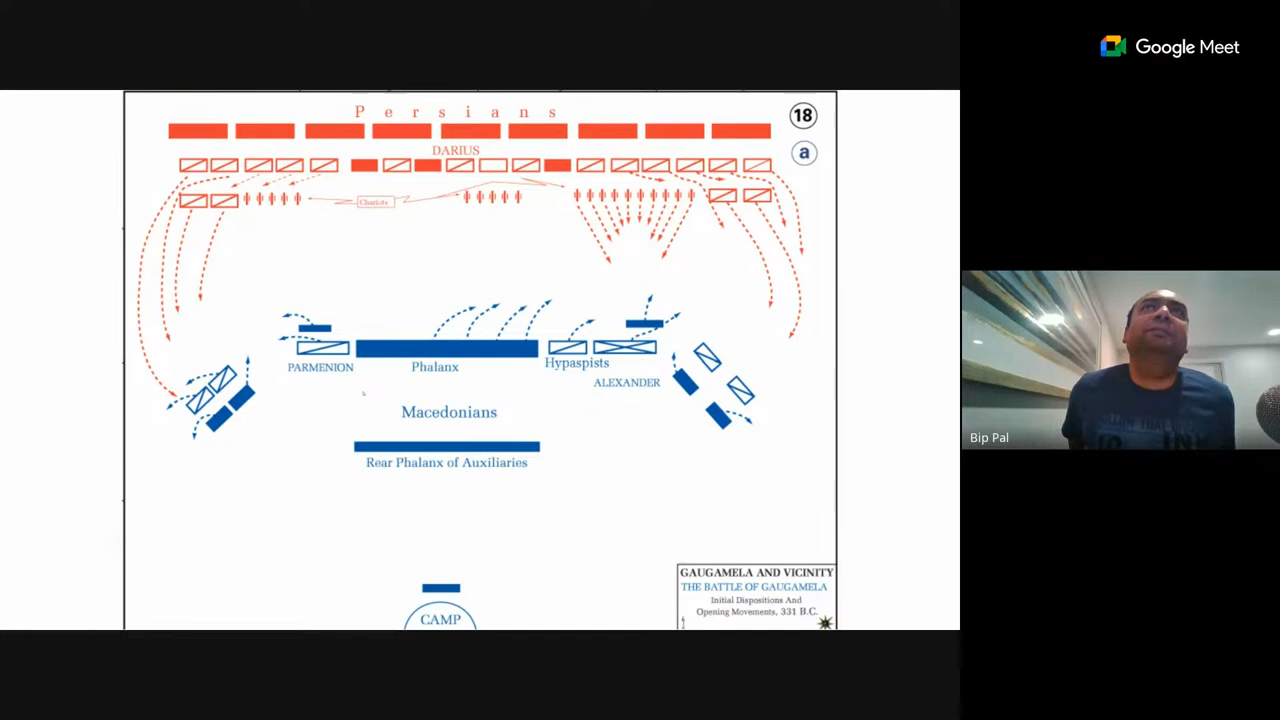 Google Meet
Persians
18
DARIUS
a
Chariots
PARMENION
Phalanx
Hypaspists
ALEXANDER
Macedonians
Rear Phalanx of Auxiliaries
GAUGAMELA AND VICINITY
THE BATTLE OF GAUGAMELA
Initial Dispositions And
Opening Movements, 331 B.C.
CAMP
Bip Pal